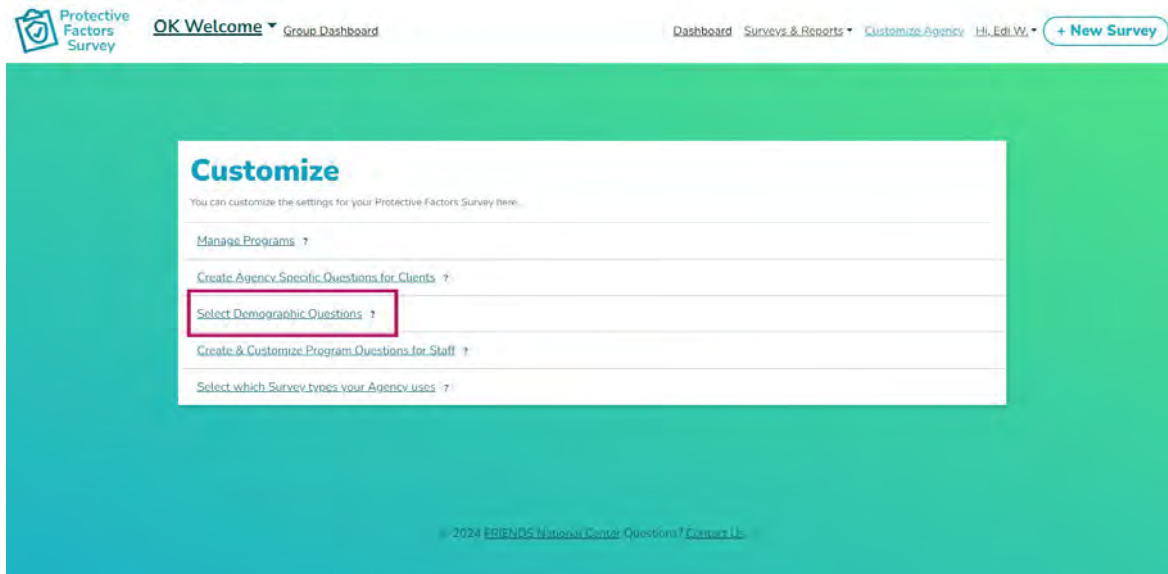 Protective
Factors
Survey
OK Welcome Group Dashboard
Dashboard Surveys & Reports Customize Agency Hi, Edi W. + New Survey
Customize
You can customize the settings for your Protective Factors Survey here.
Manage Programs ?
Create Agency Specific Questions for Clients ?
Select Demographic Questions ?
Create & Customize Program Questions for Staff ?
Select which Survey types your Agency uses ?
© 2024 FRIENDS National Center Questions? Contact Us.